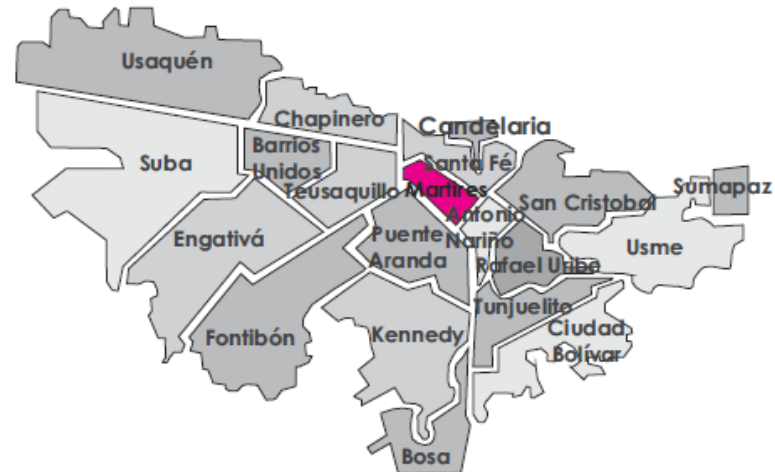 Usaquén
Chapinero
Candelaria
Barrios
Unidos
Suba
Santa Fé
Teusaquillo
Martires
Sumapaz
San Cristobal
Antonio
Nariño
Engativá
Puente
Aranda
Usme
Rafael Uribe
Tunjuelito
Fontibón
Kennedy
Ciudad
Bolívar
Bosa